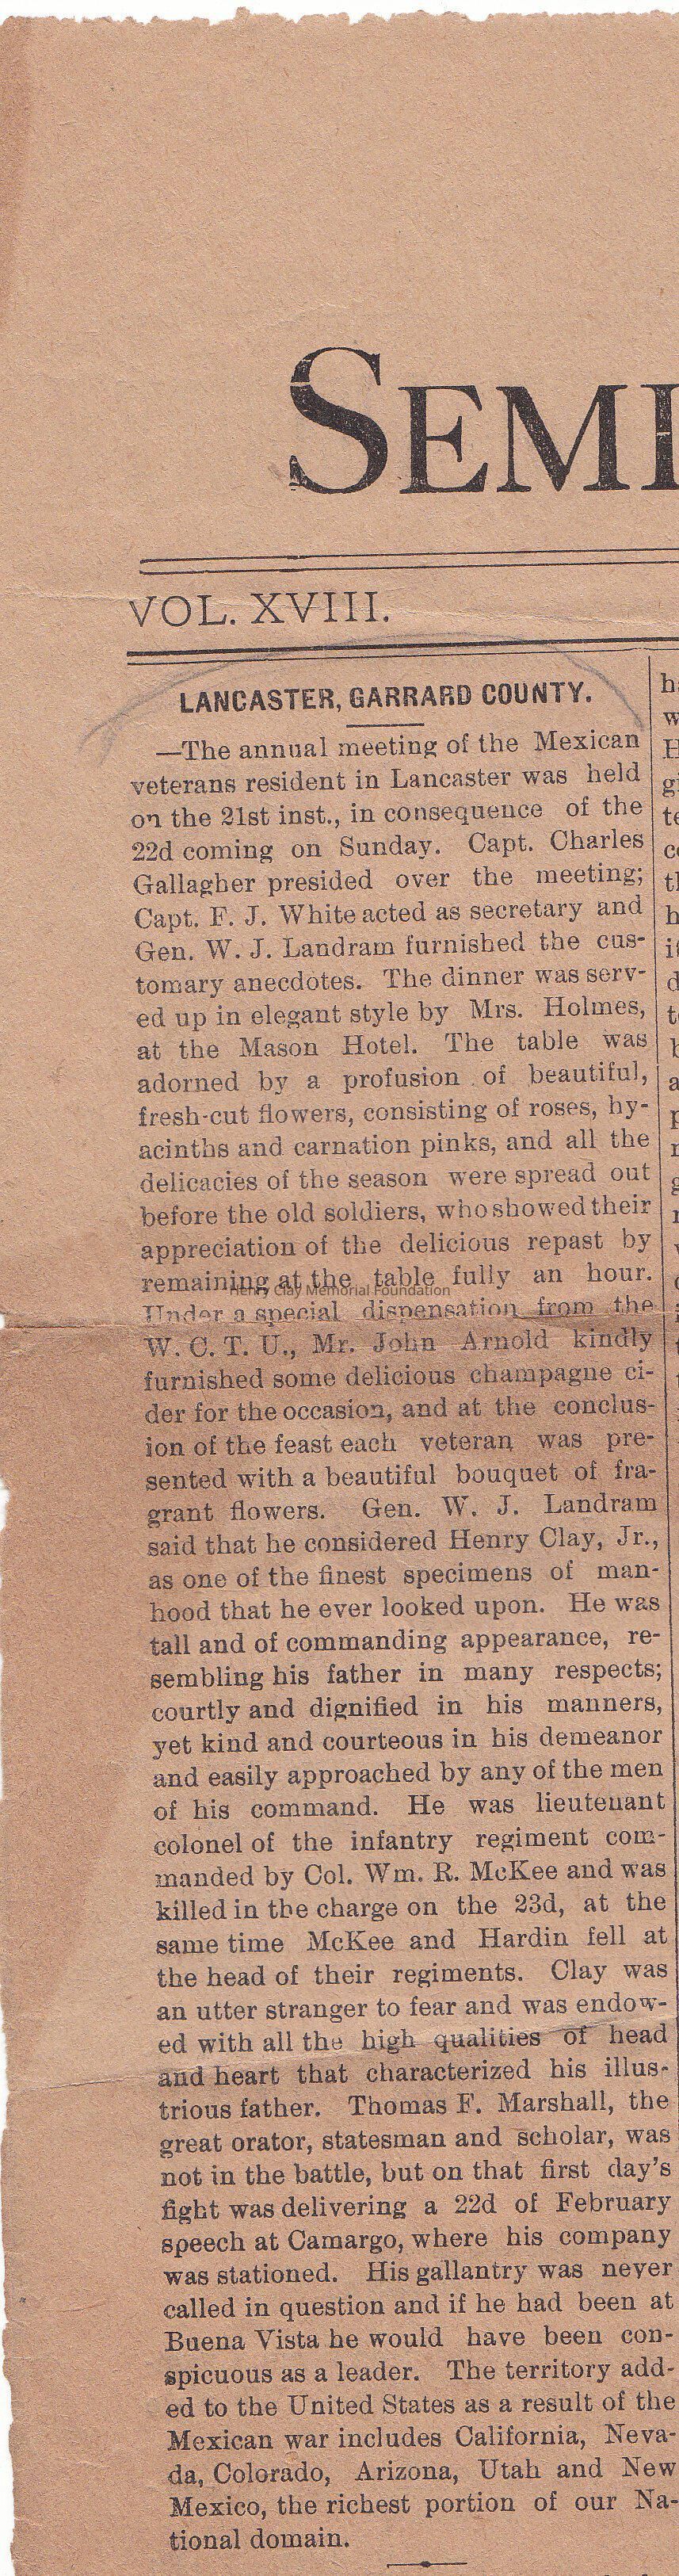 SEMI
VOL. XVIII.
LANCASTER, GARRARD COUNTY.
—The annual meeting of the Mexican
veterans resident in Lancaster was held
on the 21st inst., in consequence of the
22d coming on Sunday. Capt. Charles
Gallagher presided over the meeting;
Capt. F. J. White acted as secretary and
Gen. W. J. Landram furnished the cus-
tomary anecdotes. The dinner was serv-
ed up in elegant style by Mrs. Holmes,
at the Mason Hotel. The table was
adorned by a profusion of beautiful,
fresh-cut flowers, consisting of roses, hy-
acinths and carnation pinks, and all the
delicacies of the season were spread out
before the old soldiers, who showed their
appreciation of the delicious repast by
remaining at the table fully an hour.
Henry Clay Memorial Foundation
Under a special dispensation from the
W. C. T. U., Mr. John Arnold kindly
furnished some delicious champagne ci-
der for the occasion, and at the conclus-
ion of the feast each veteran was pre-
sented with a beautiful bouquet of fra-
grant flowers. Gen. W. J. Landram
said that he considered Henry Clay, Jr.,
as one of the finest specimens of man-
hood that he ever looked upon. He was
tall and of commanding appearance, re-
sembling his father in many respects;
courtly and dignified in his manners,
yet kind and courteous in his demeanor
and easily approached by any of the men
of his command. He was lieutenant
colonel of the infantry regiment com-
manded by Col. Wm. R. McKee and was
killed in the charge on the 23d, at the
same time McKee and Hardin fell at
the head of their regiments. Clay was
an utter stranger to fear and was endow-
ed with all the high qualities of head
and heart that characterized his illus-
trious father. Thomas F. Marshall, the
great orator, statesman and scholar, was
not in the battle, but on that first day's
fight was delivering a 22d of February
speech at Camargo, where his company
was stationed. His gallantry was never
called in question and if he had been at
Buena Vista he would have been con-
spicuous as a leader. The territory add-
ed to the United States as a result of the
Mexican war includes California, Neva-
da, Colorado, Arizona, Utah and New
Mexico, the richest portion of our Na-
tional domain.